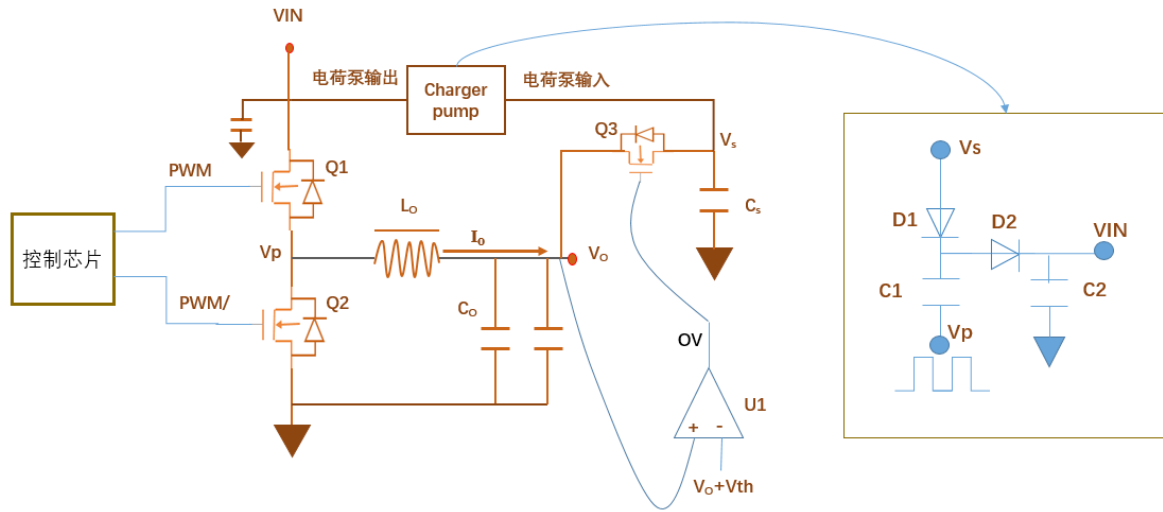 VIN
电荷泵输出
Charger
pump
电荷泵输入
Q3
Vs
Cs
PWM
Q1
控制芯片
Vp
Lo
Io
Vo
PWM/
Q2
Co
OV
U1
+ -
Vo+Vth
Vs
D1
D2
VIN
C1
C2
Vp